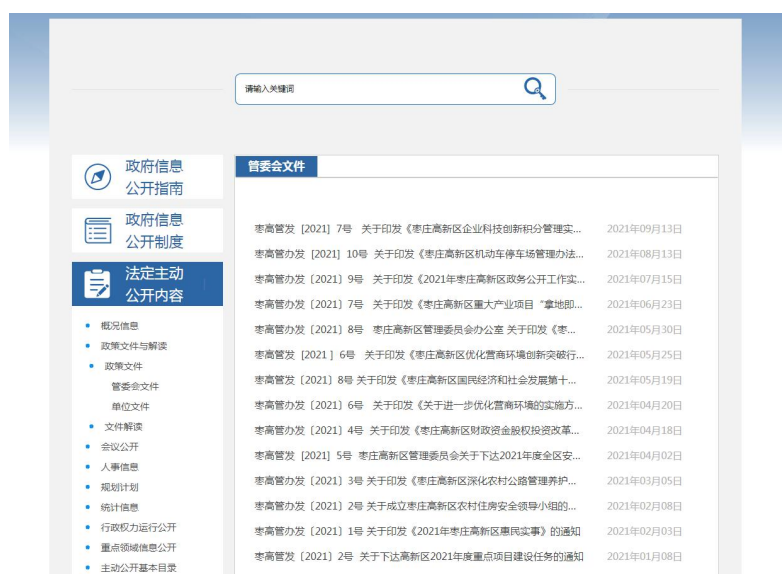 请输入关键词
政府信息
公开指南
政府信息
公开制度
法定主动
公开内容
概况信息
政策文件与解读
政策文件
管委会文件
单位文件
文件解读
会议公开
人事信息
规划计划
统计信息
行政权力运行公开
重点领域信息公开
主动公开基本目录
管委会文件
枣高管发 [2021] 7号 关于印发《枣庄高新区企业科技创新积分管理实... 2021年09月13日
枣高管办发 [2021] 10号 关于印发《枣庄高新区机动车停车场管理办法... 2021年08月13日
枣高管办发〔2021〕9号 关于印发《2021年枣庄高新区政务公开工作实... 2021年07月15日
枣高管办发〔2021〕7号 关于印发《枣庄高新区重大产业项目“拿地即... 2021年06月23日
枣高管办发〔2021〕8号 枣庄高新区管理委员会办公室 关于印发《枣... 2021年05月30日
枣高管发 [2021 ] 6号 关于印发《枣庄高新区优化营商环境创新突破行... 2021年05月25日
枣高管发〔2021〕8号 关于印发《枣庄高新区国民经济和社会发展第十... 2021年05月19日
枣高管办发〔2021〕6号 关于印发《关于进一步优化营商环境的实施方... 2021年04月20日
枣高管办发〔2021〕4号 关于印发《枣庄高新区财政资金股权投资改革... 2021年04月18日
枣高管发 [2021] 5号 枣庄高新区管理委员会关于下达2021年度全区安... 2021年04月02日
枣高管办发〔2021〕3号 关于印发《枣庄高新区深化农村公路管理养护... 2021年03月05日
枣高管办发〔2021〕2号 关于成立枣庄高新区农村住房安全领导小组的... 2021年02月08日
枣高管办发〔2021〕1号 关于印发《2021年枣庄高新区惠民实事》的通知 2021年02月03日
枣高管发〔2021〕2号 关于下达高新区2021年度重点项目建设任务的通知 2021年01月08日